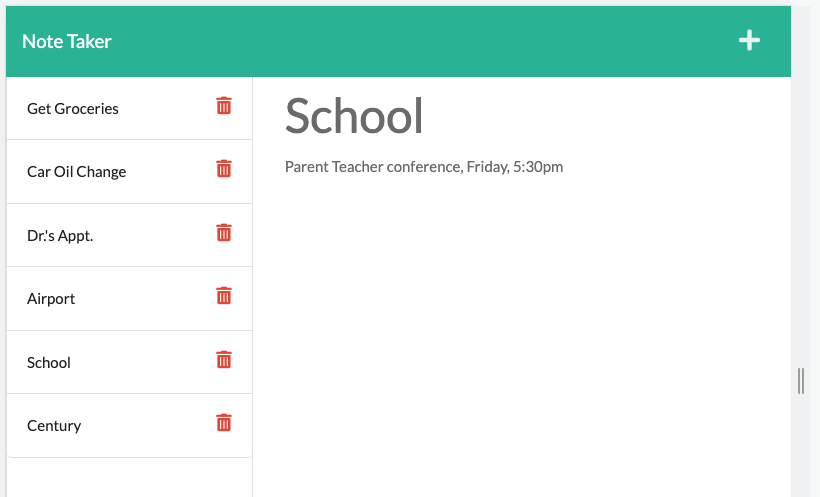 Note Taker
Get Groceries
Car Oil Change
Dr.'s Appt.
Airport
School
Century
School
Parent Teacher conference, Friday, 5:30pm